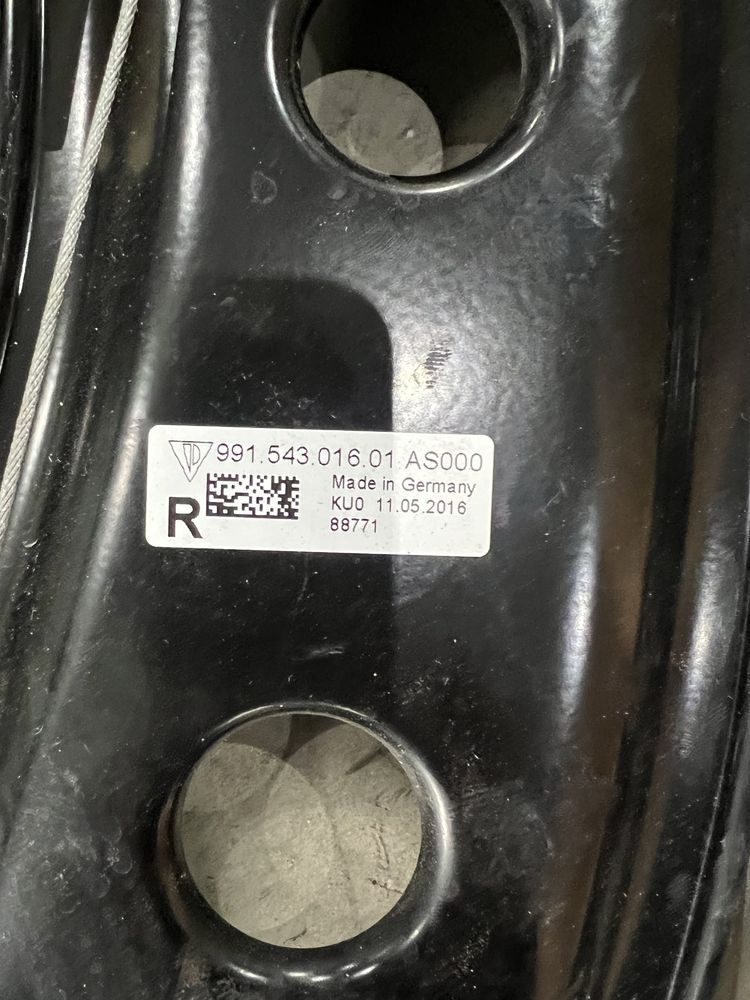 991.543.016.01 AS000
Made in Germany
KU0 11.05.2016
R 88771